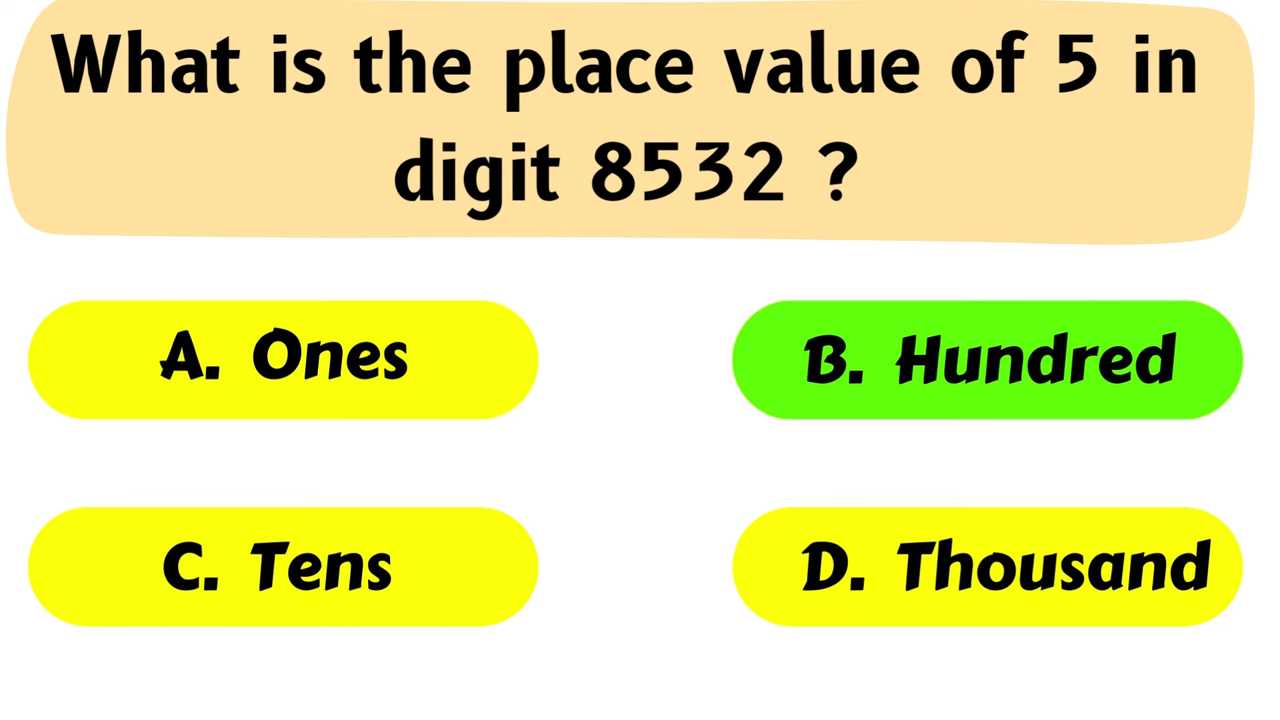 What is the place value of 5 in
digit 8532 ?
A. Ones
B. Hundred
C. Tens
D. Thousand